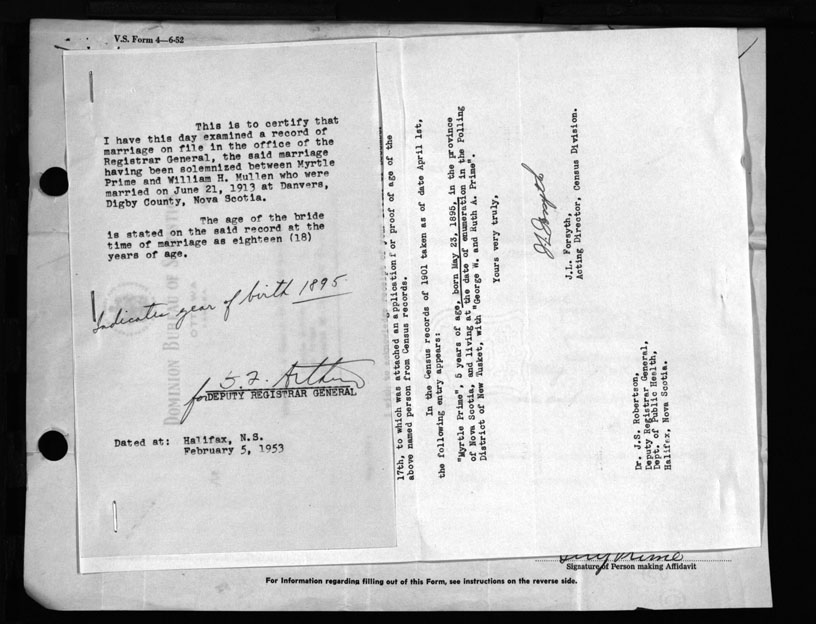 V.S. Form 4—6-52
This is to certify that
I have this day examined a record of
marriage on file in the office of the
Registrar General, the said marriage
having been solemnized between Myrtle
Prime and William H. Mullen who were
married on June 21, 1913 at Danvers,
Digby County, Nova Scotia.
The age of the bride
is stated on the said record at the
time of marriage as eighteen (18)
years of age.
Indicates year of birth 1895
for
DEPUTY REGISTRAR GENERAL
Dated at: Halifax, N.S.
February 5, 1953
DOMINION BUREAU OF
OTTAWA
17th, to which was attached an application for proof of age of the
above named person from Census records.
In the Census records of 1901 taken as of date April 1st,
the following entry appears:
"Myrtle Prime", 5 years of age, born May 23, 1895, in the province
of Nova Scotia, and living at the date of enumeration in the Polling
District of New Tusket, with "George W. and Ruth A. Prime".
Yours very truly,
J.L. Forsyth
J.L. Forsyth,
Acting Director, Census Division.
Dr. J.S. Robertson,
Deputy Registrar General,
Dept. of Public Health,
Halifax, Nova Scotia.
Prime
Signature of Person making Affidavit
For Information regarding filling out of this Form, see instructions on the reverse side.